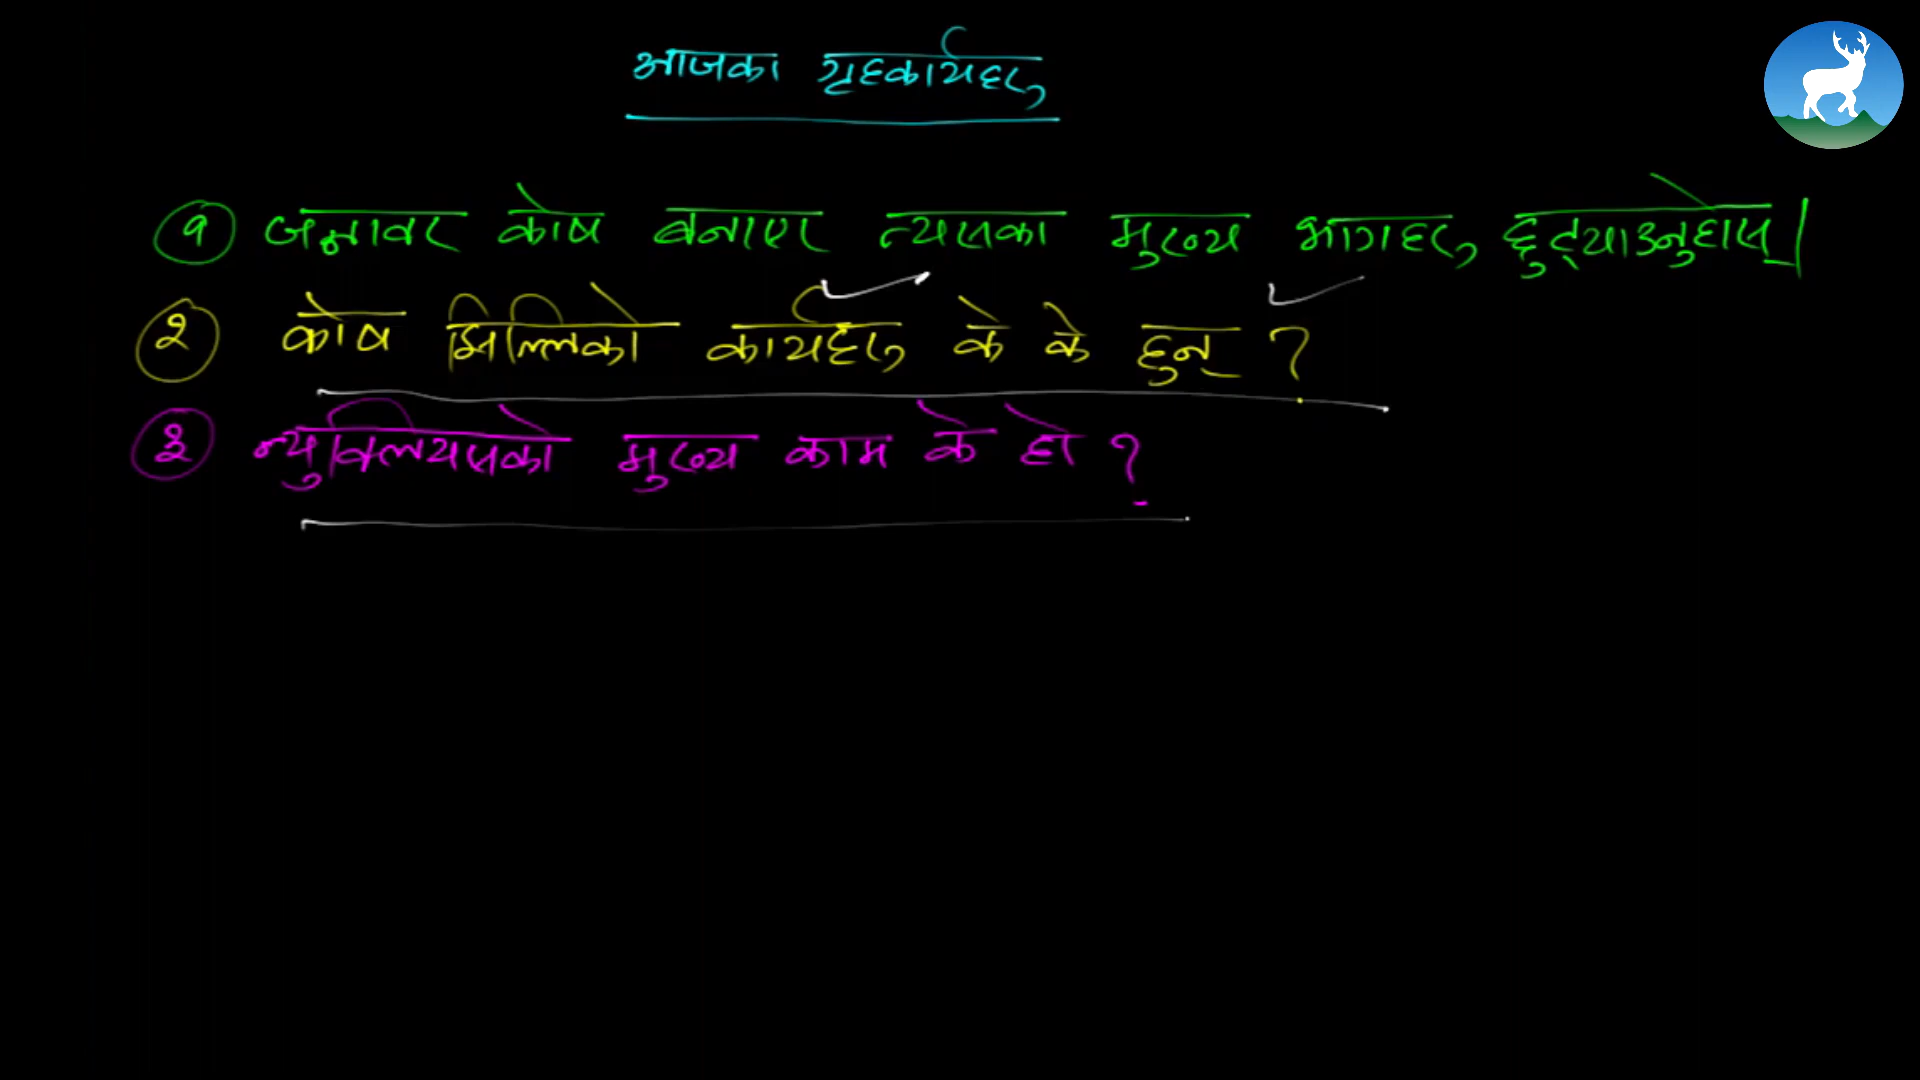 आजका गृहकार्यहरु
१ जनावर कोष बनाएर त्यसका मुख्य भागहरु छुट्याउनुहोस्।
२ कोष झिल्लिको कार्यहरु के के हुन् ?
३ न्युक्लियसको मुख्य काम के हो ?